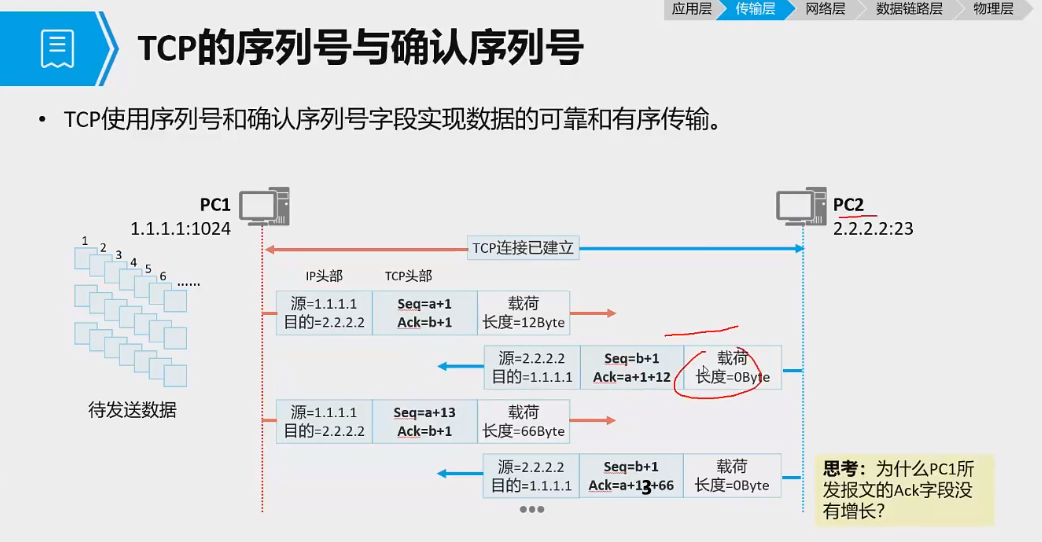 应用层 传输层 网络层 数据链路层 物理层
TCP的序列号与确认序列号
• TCP使用序列号和确认序列号字段实现数据的可靠和有序传输。
PC1
1.1.1.1:1024
PC2
2.2.2.2:23
1 2 3 4 5 6 ......
待发送数据
TCP连接已建立
IP头部 TCP头部
源=1.1.1.1 Seq=a+1 载荷
目的=2.2.2.2 Ack=b+1 长度=12Byte
源=2.2.2.2 Seq=b+1 载荷
目的=1.1.1.1 Ack=a+1+12 长度=0Byte
源=1.1.1.1 Seq=a+13 载荷
目的=2.2.2.2 Ack=b+1 长度=66Byte
源=2.2.2.2 Seq=b+1 载荷
目的=1.1.1.1 Ack=a+13+66 长度=0Byte
思考：为什么PC1所
发报文的Ack字段没
有增长？